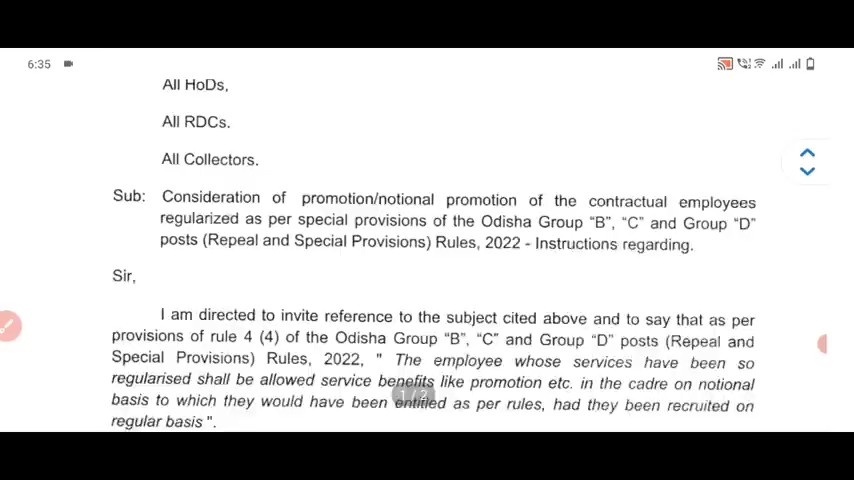 6:35
All HoDs,
All RDCs.
All Collectors.
Sub: Consideration of promotion/notional promotion of the contractual employees
regularized as per special provisions of the Odisha Group “B”, “C” and Group “D”
posts (Repeal and Special Provisions) Rules, 2022 - Instructions regarding.
Sir,
I am directed to invite reference to the subject cited above and to say that as per
provisions of rule 4 (4) of the Odisha Group “B”, “C” and Group “D” posts (Repeal and
Special Provisions) Rules, 2022, " The employee whose services have been so
regularised shall be allowed service benefits like promotion etc. in the cadre on notional
basis to which they would have been entitled as per rules, had they been recruited on
regular basis ".
1 / 2